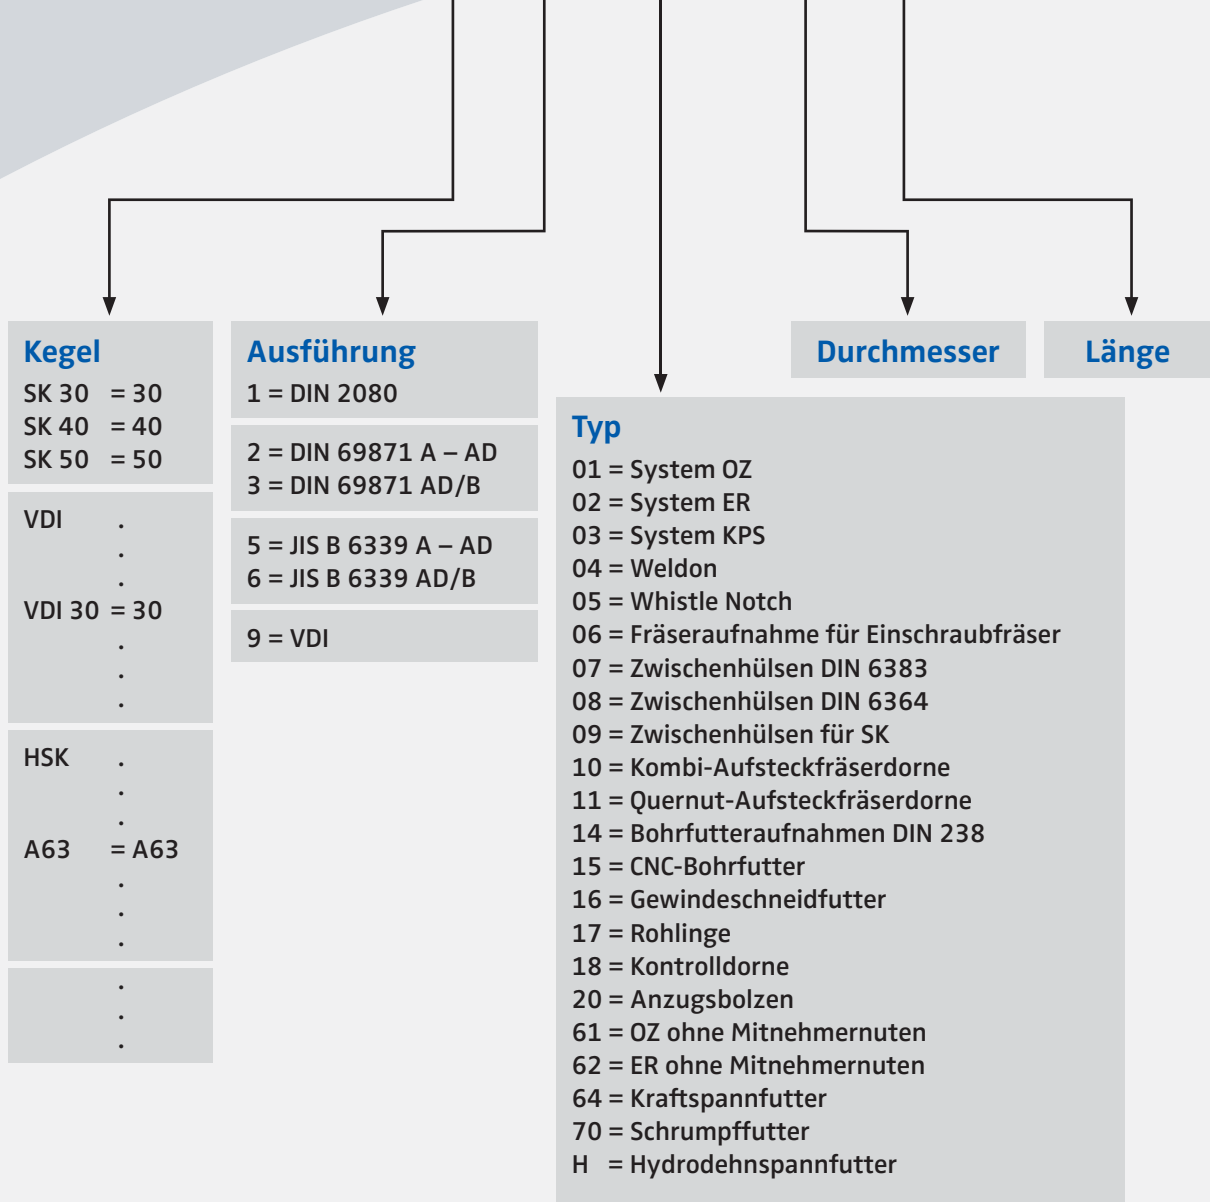 Kegel
SK 30 = 30
SK 40 = 40
SK 50 = 50
VDI .
.
.
VDI 30 = 30
.
.
.
HSK .
.
.
A63 = A63
.
.
.
.
.
.
Ausführung
1 = DIN 2080
2 = DIN 69871 A – AD
3 = DIN 69871 AD/B
5 = JIS B 6339 A – AD
6 = JIS B 6339 AD/B
9 = VDI
Typ
01 = System OZ
02 = System ER
03 = System KPS
04 = Weldon
05 = Whistle Notch
06 = Fräseraufnahme für Einschraubfräser
07 = Zwischenhülsen DIN 6383
08 = Zwischenhülsen DIN 6364
09 = Zwischenhülsen für SK
10 = Kombi-Aufsteckfräserdorne
11 = Quernut-Aufsteckfräserdorne
14 = Bohrfutteraufnahmen DIN 238
15 = CNC-Bohrfutter
16 = Gewindeschneidfutter
17 = Rohlinge
18 = Kontrolldorne
20 = Anzugsbolzen
61 = OZ ohne Mitnehmernuten
62 = ER ohne Mitnehmernuten
64 = Kraftspannfutter
70 = Schrumpffutter
H = Hydrodehnspannfutter
Durchmesser
Länge